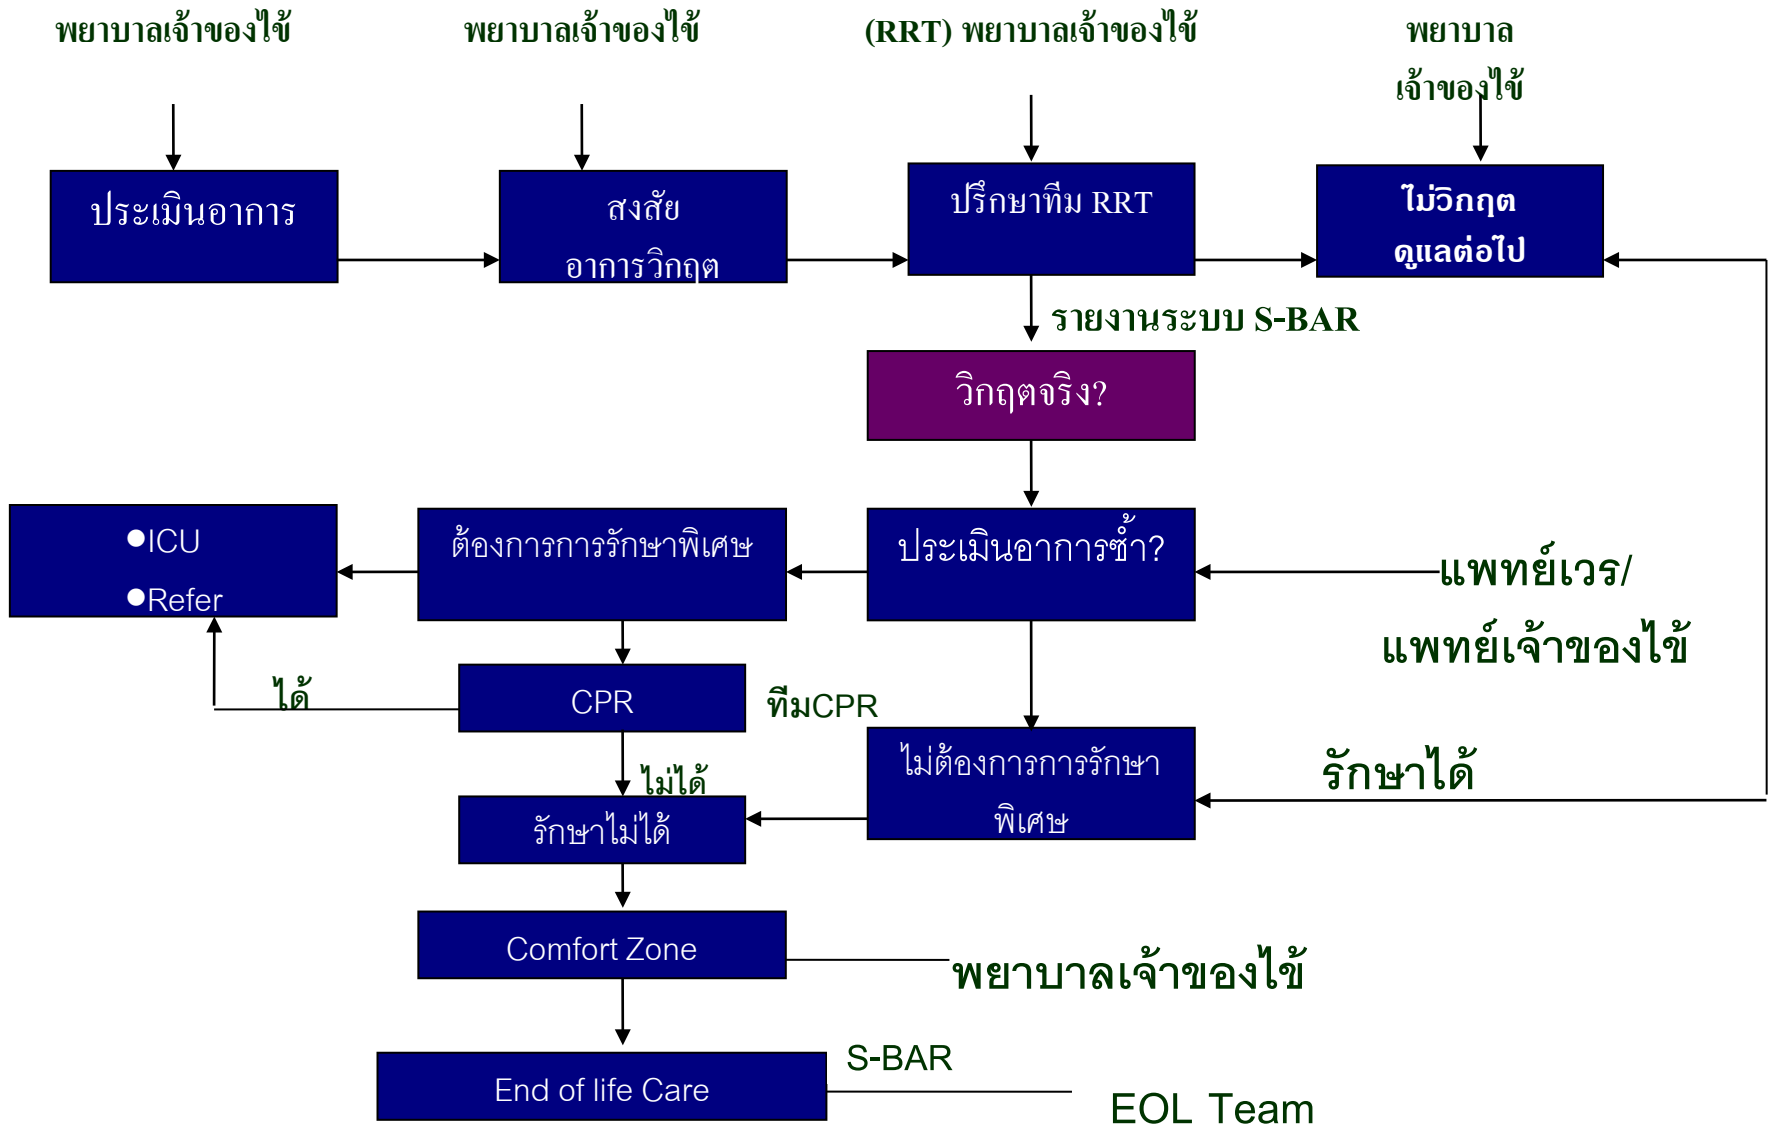 พยาบาลเจ้าของไข้
พยาบาลเจ้าของไข้
(RRT) พยาบาลเจ้าของไข้
พยาบาล
เจ้าของไข้
ประเมินอาการ
สงสัย
อาการวิกฤต
ปรึกษาทีม RRT
ไม่วิกฤต
ดูแลต่อไป
รายงานระบบ S-BAR
วิกฤตจริง?
●ICU
●Refer
ต้องการการรักษาพิเศษ
ประเมินอาการซ้ำ?
แพทย์เวร/
แพทย์เจ้าของไข้
ได้
CPR
ทีมCPR
ไม่ต้องการการรักษา
พิเศษ
รักษาได้
ไม่ได้
รักษาไม่ได้
Comfort Zone
พยาบาลเจ้าของไข้
End of life Care
S-BAR
EOL Team